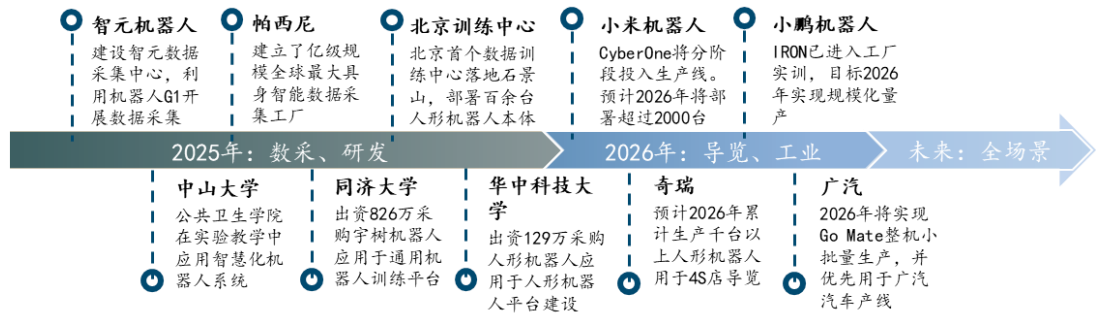 智元机器人
建设智元数据
采集中心，利
用机器人G1开
展数据采集
帕西尼
建立了亿级规
模全球最大具
身智能数据采
集工厂
北京训练中心
北京首个数据训
练中心落地石景
山，部署百余台
人形机器人本体
小米机器人
CyberOne将分阶
段投入生产线。
预计2026年将部
署超过2000台
小鹏机器人
IRON已进入工厂
实训，目标2026
年实现规模化量
产
2025年：数采、研发
2026年：导览、工业
未来：全场景
中山大学
公共卫生学院
在实验教学中
应用智慧化机
器人系统
同济大学
出资826万采
购宇树机器人
应用于通用机
器人训练平台
华中科技大
学
出资129万采购
人形机器人应
用于人形机器
人平台建设
奇瑞
预计2026年累
计生产千台以
上人形机器人
用于4S店导览
广汽
2026年将实现
Go Mate整机小
批量生产，并
优先用于广汽
汽车产线